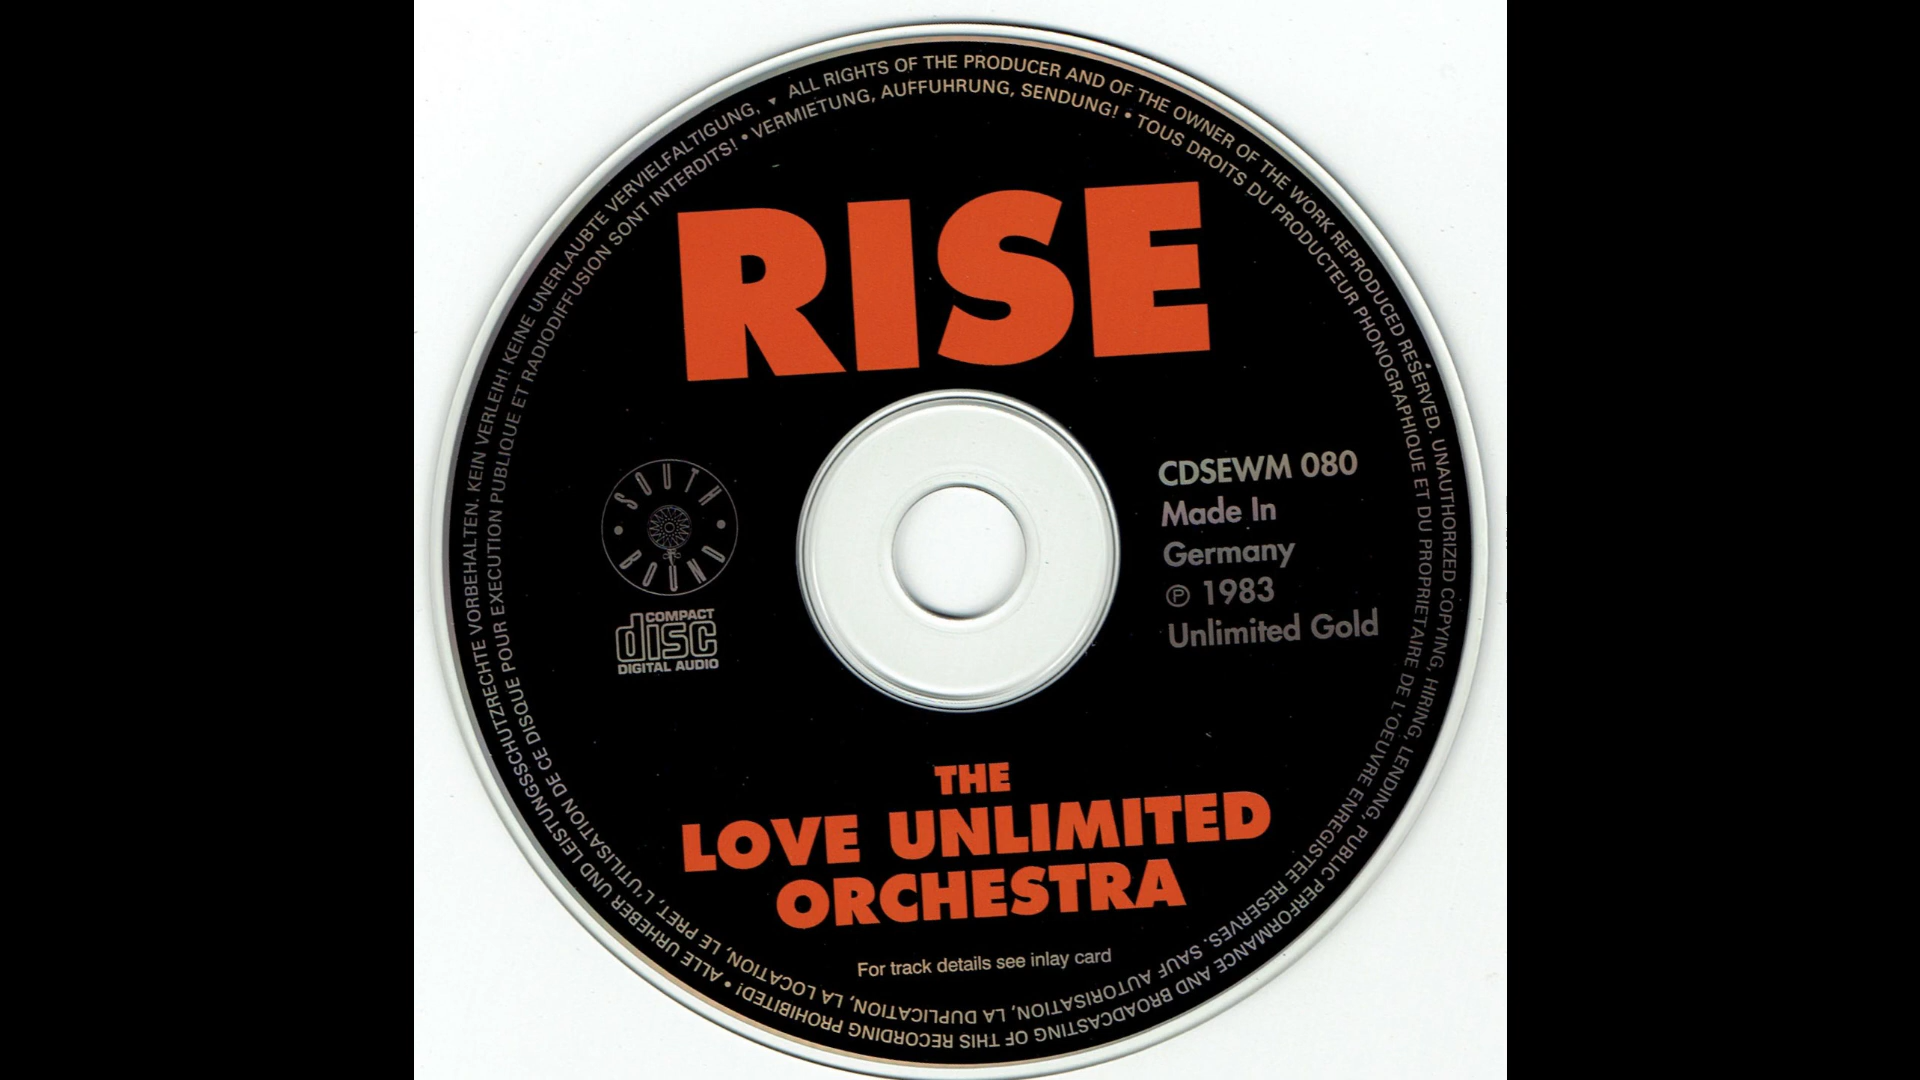 ALL RIGHTS OF THE PRODUCER AND OF THE OWNER OF THE WORK REPRODUCED RESERVED. UNAUTHORIZED COPYING, HIRING, LENDING, PUBLIC PERFORMANCE AND BROADCASTING OF THIS RECORDING PROHIBITED! • ALLE URHEBER UND LEISTUNGSSCHUTZRECHTE VORBEHALTEN. KEIN VERLEIH! KEINE UNERLAUBTE VERVIELFALTIGUNG,
VERMIETUNG, AUFFUHRUNG, SENDUNG! • TOUS DROITS DU PRODUCTEUR PHONOGRAPHIQUE ET DU PROPRIETAIRE DE L'OEUVRE ENREGISTREE RESERVES. SAUF AUTORISATION, LA DUPLICATION, LA LOCATION, LE PRET, L'UTILISATION DE CE DISQUE POUR EXECUTION PUBLIQUE ET RADIODIFFUSION SONT INTERDITS! •
RISE
SOUTH
BOUND
COMPACT
disc
DIGITAL AUDIO
CDSEWM 080
Made In
Germany
℗ 1983
Unlimited Gold
THE
LOVE UNLIMITED
ORCHESTRA
For track details see inlay card